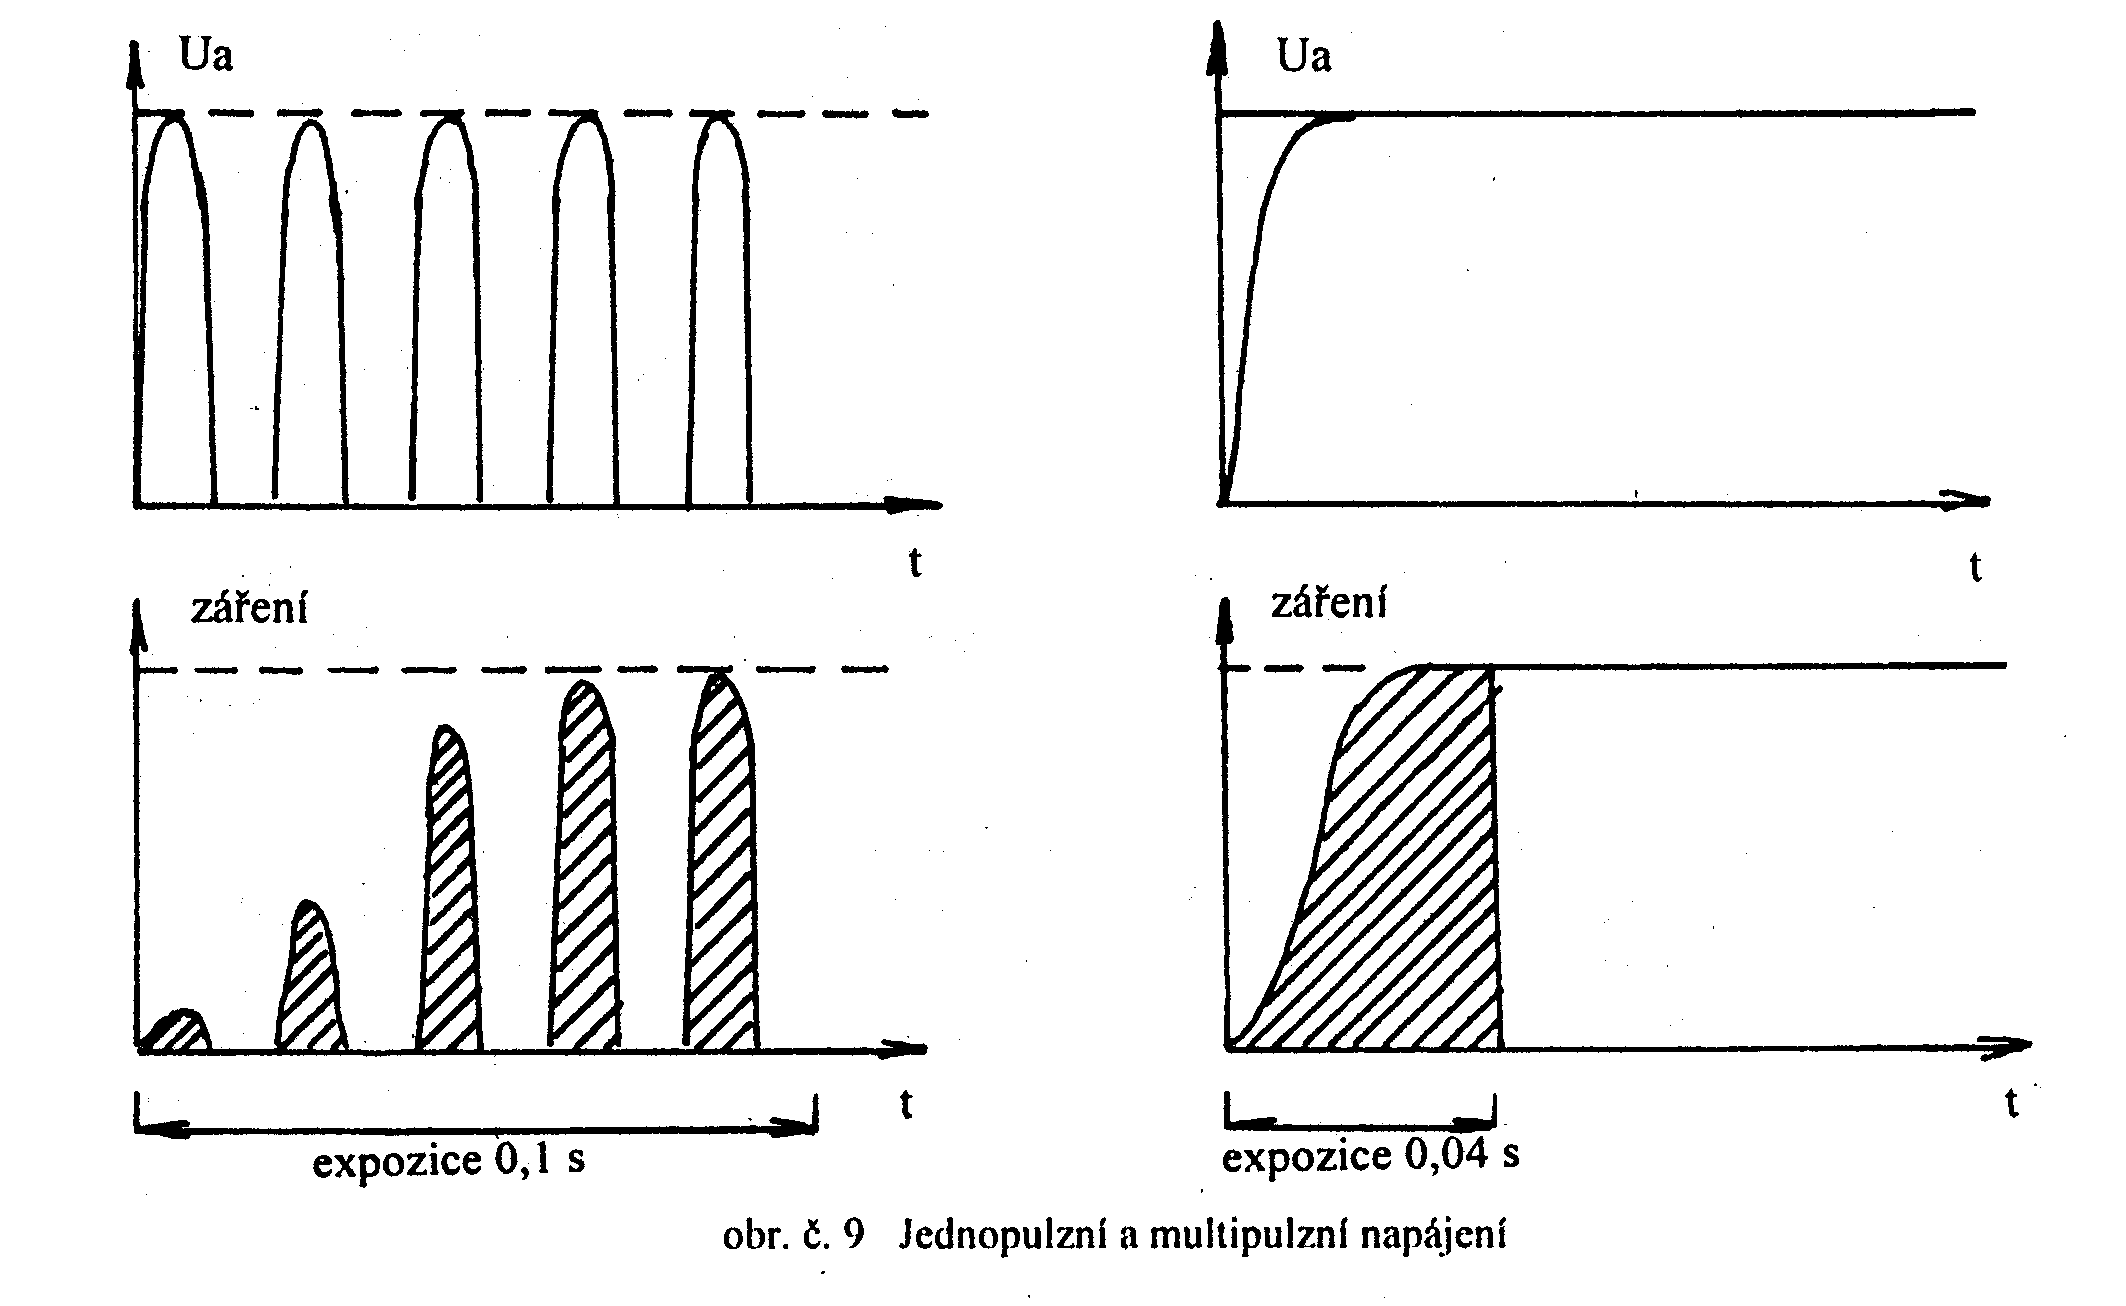 Ua
Ua
t
t
záření
záření
t
t
expozice 0,1 s
expozice 0,04 s
obr. č. 9 Jednopulzní a multipulzní napájení